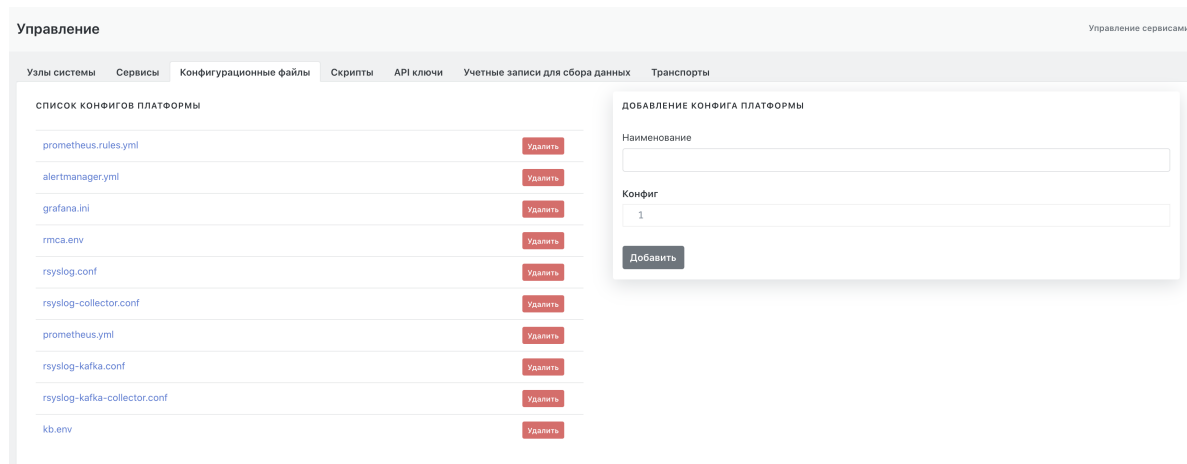 Управление
Управление сервисами
Узлы системы Сервисы Конфигурационные файлы Скрипты API ключи Учетные записи для сбора данных Транспорты
СПИСОК КОНФИГОВ ПЛАТФОРМЫ
prometheus.rules.yml Удалить
alertmanager.yml Удалить
grafana.ini Удалить
rmca.env Удалить
rsyslog.conf Удалить
rsyslog-collector.conf Удалить
prometheus.yml Удалить
rsyslog-kafka.conf Удалить
rsyslog-kafka-collector.conf Удалить
kb.env Удалить
ДОБАВЛЕНИЕ КОНФИГА ПЛАТФОРМЫ
Наименование
Конфиг
1
Добавить